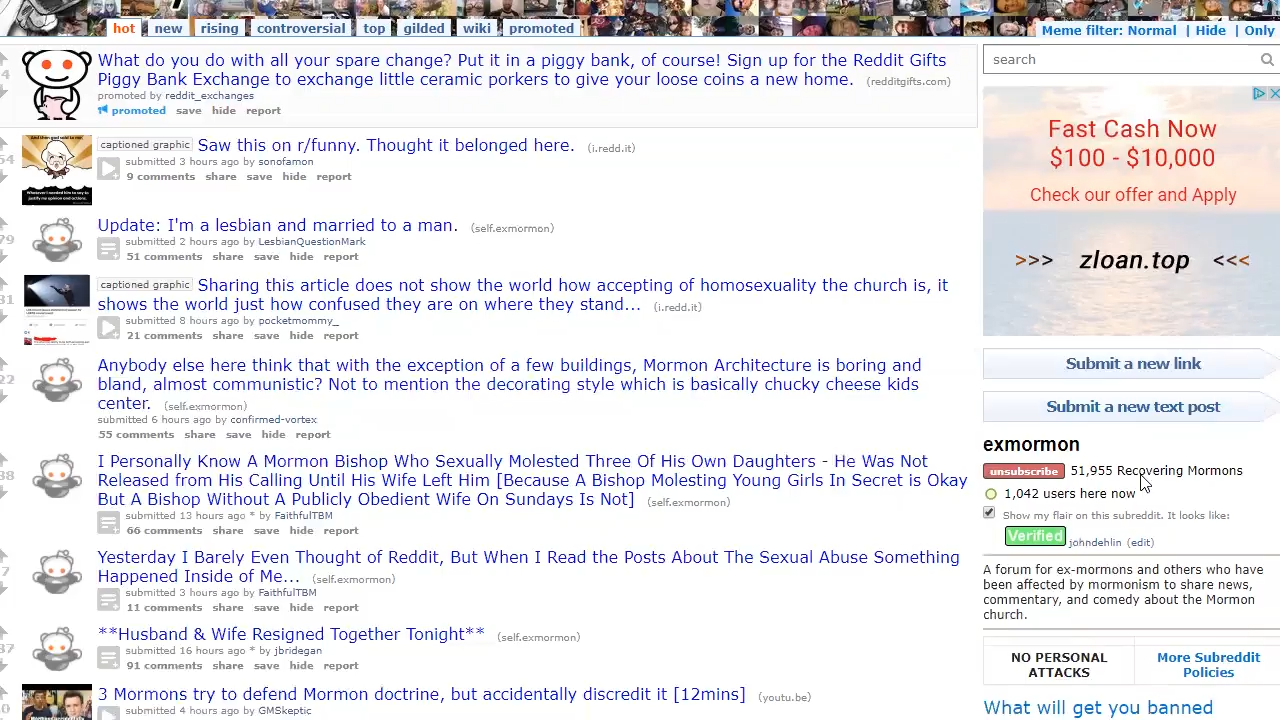 hot new rising controversial top gilded wiki promoted
Meme filter: Normal | Hide | Only
What do you do with all your spare change? Put it in a piggy bank, of course! Sign up for the Reddit Gifts
Piggy Bank Exchange to exchange little ceramic porkers to give your loose coins a new home. (redditgifts.com)
promoted by reddit_exchanges
promoted save hide report
captioned graphic Saw this on r/funny. Thought it belonged here. (i.redd.it)
submitted 3 hours ago by sonofamon
9 comments share save hide report
Update: I'm a lesbian and married to a man. (self.exmormon)
submitted 2 hours ago by LesbianQuestionMark
51 comments share save hide report
captioned graphic Sharing this article does not show the world how accepting of homosexuality the church is, it
shows the world just how confused they are on where they stand... (i.redd.it)
submitted 8 hours ago by pocketmommy_
21 comments share save hide report
Anybody else here think that with the exception of a few buildings, Mormon Architecture is boring and
bland, almost communistic? Not to mention the decorating style which is basically chucky cheese kids
center. (self.exmormon)
submitted 6 hours ago by confirmed-vortex
55 comments share save hide report
I Personally Know A Mormon Bishop Who Sexually Molested Three Of His Own Daughters - He Was Not
Released from His Calling Until His Wife Left Him [Because A Bishop Molesting Young Girls In Secret is Okay
But A Bishop Without A Publicly Obedient Wife On Sundays Is Not] (self.exmormon)
submitted 13 hours ago * by FaithfulTBM
66 comments share save hide report
Yesterday I Barely Even Thought of Reddit, But When I Read the Posts About The Sexual Abuse Something
Happened Inside of Me... (self.exmormon)
submitted 3 hours ago by FaithfulTBM
11 comments share save hide report
**Husband & Wife Resigned Together Tonight** (self.exmormon)
submitted 16 hours ago * by jbridegan
91 comments share save hide report
3 Mormons try to defend Mormon doctrine, but accidentally discredit it [12mins] (youtu.be)
submitted 4 hours ago by GMSkeptic
search
Fast Cash Now
$100 - $10,000
Check our offer and Apply
>>> zloan.top <<<
Submit a new link
Submit a new text post
exmormon
unsubscribe 51,955 Recovering Mormons
1,042 users here now
Show my flair on this subreddit. It looks like:
Verified johndehlin (edit)
A forum for ex-mormons and others who have
been affected by mormonism to share news,
commentary, and comedy about the Mormon
church.
NO PERSONAL
ATTACKS
More Subreddit
Policies
What will get you banned